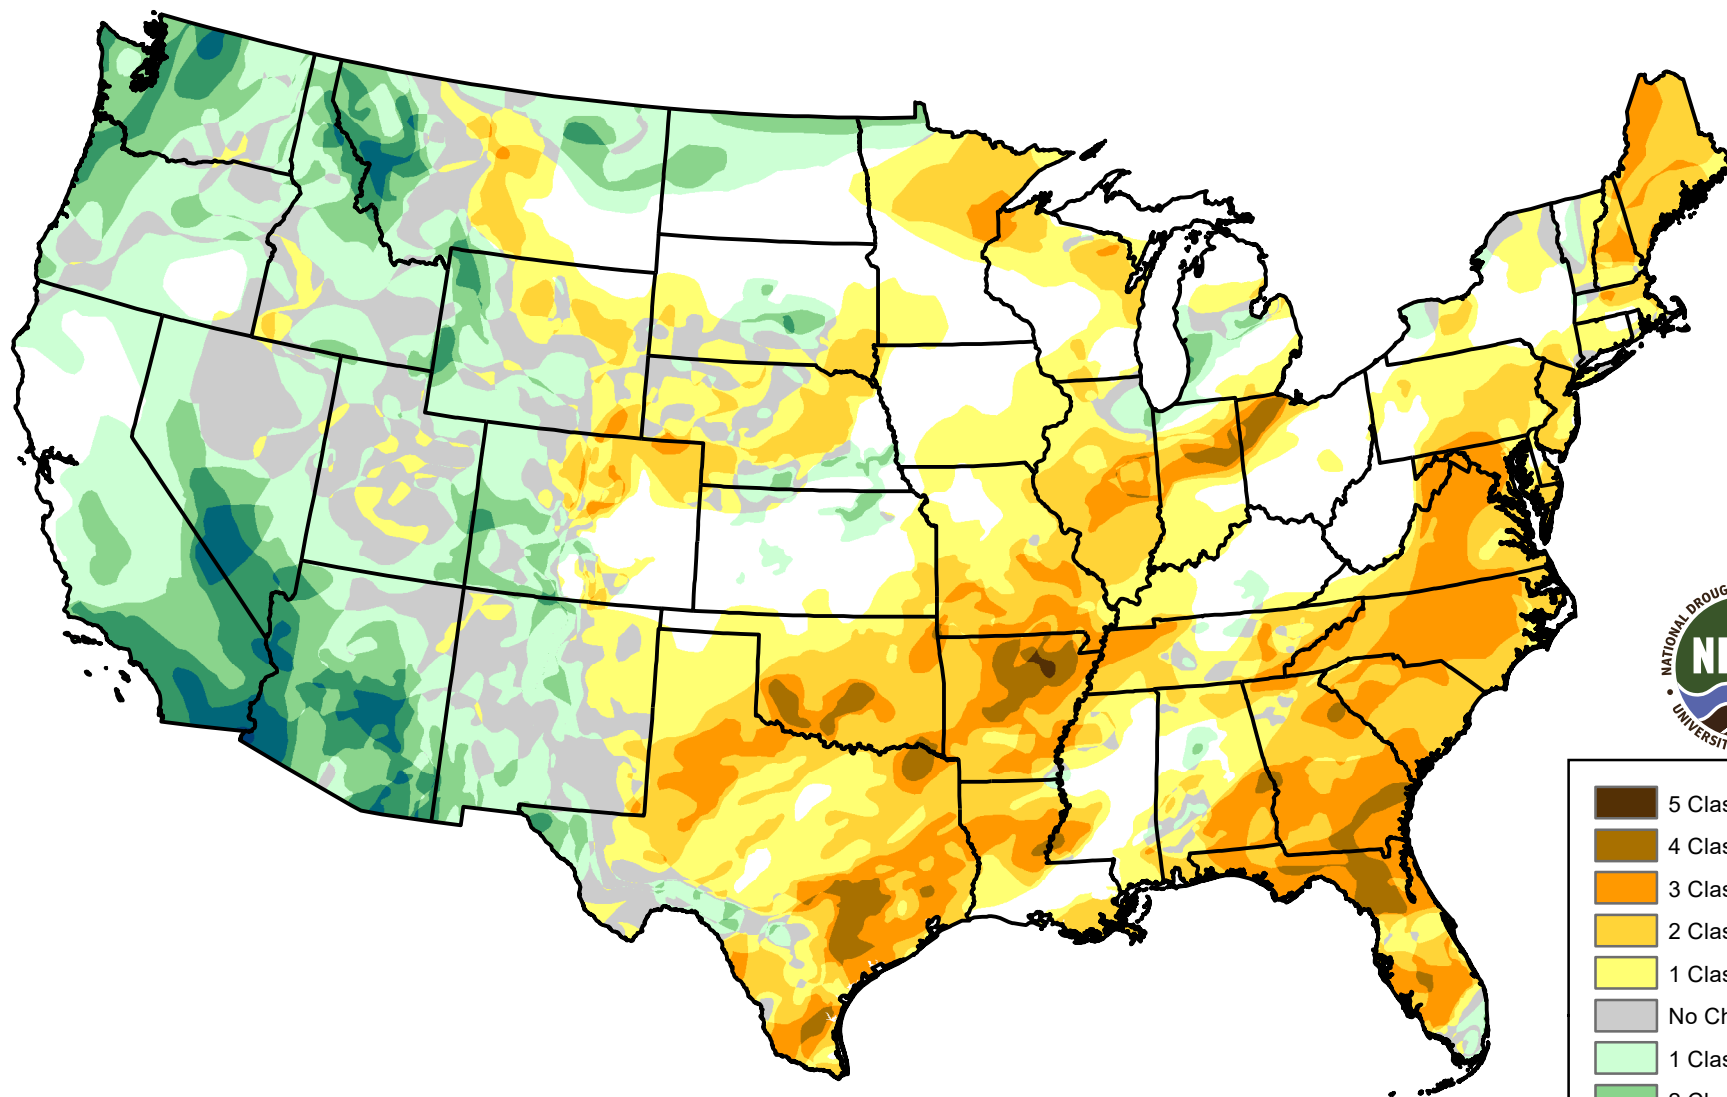 NATIONAL DROUG
UNIVERSIT
5 Clas
4 Clas
3 Clas
2 Clas
1 Clas
No Ch
1 Clas